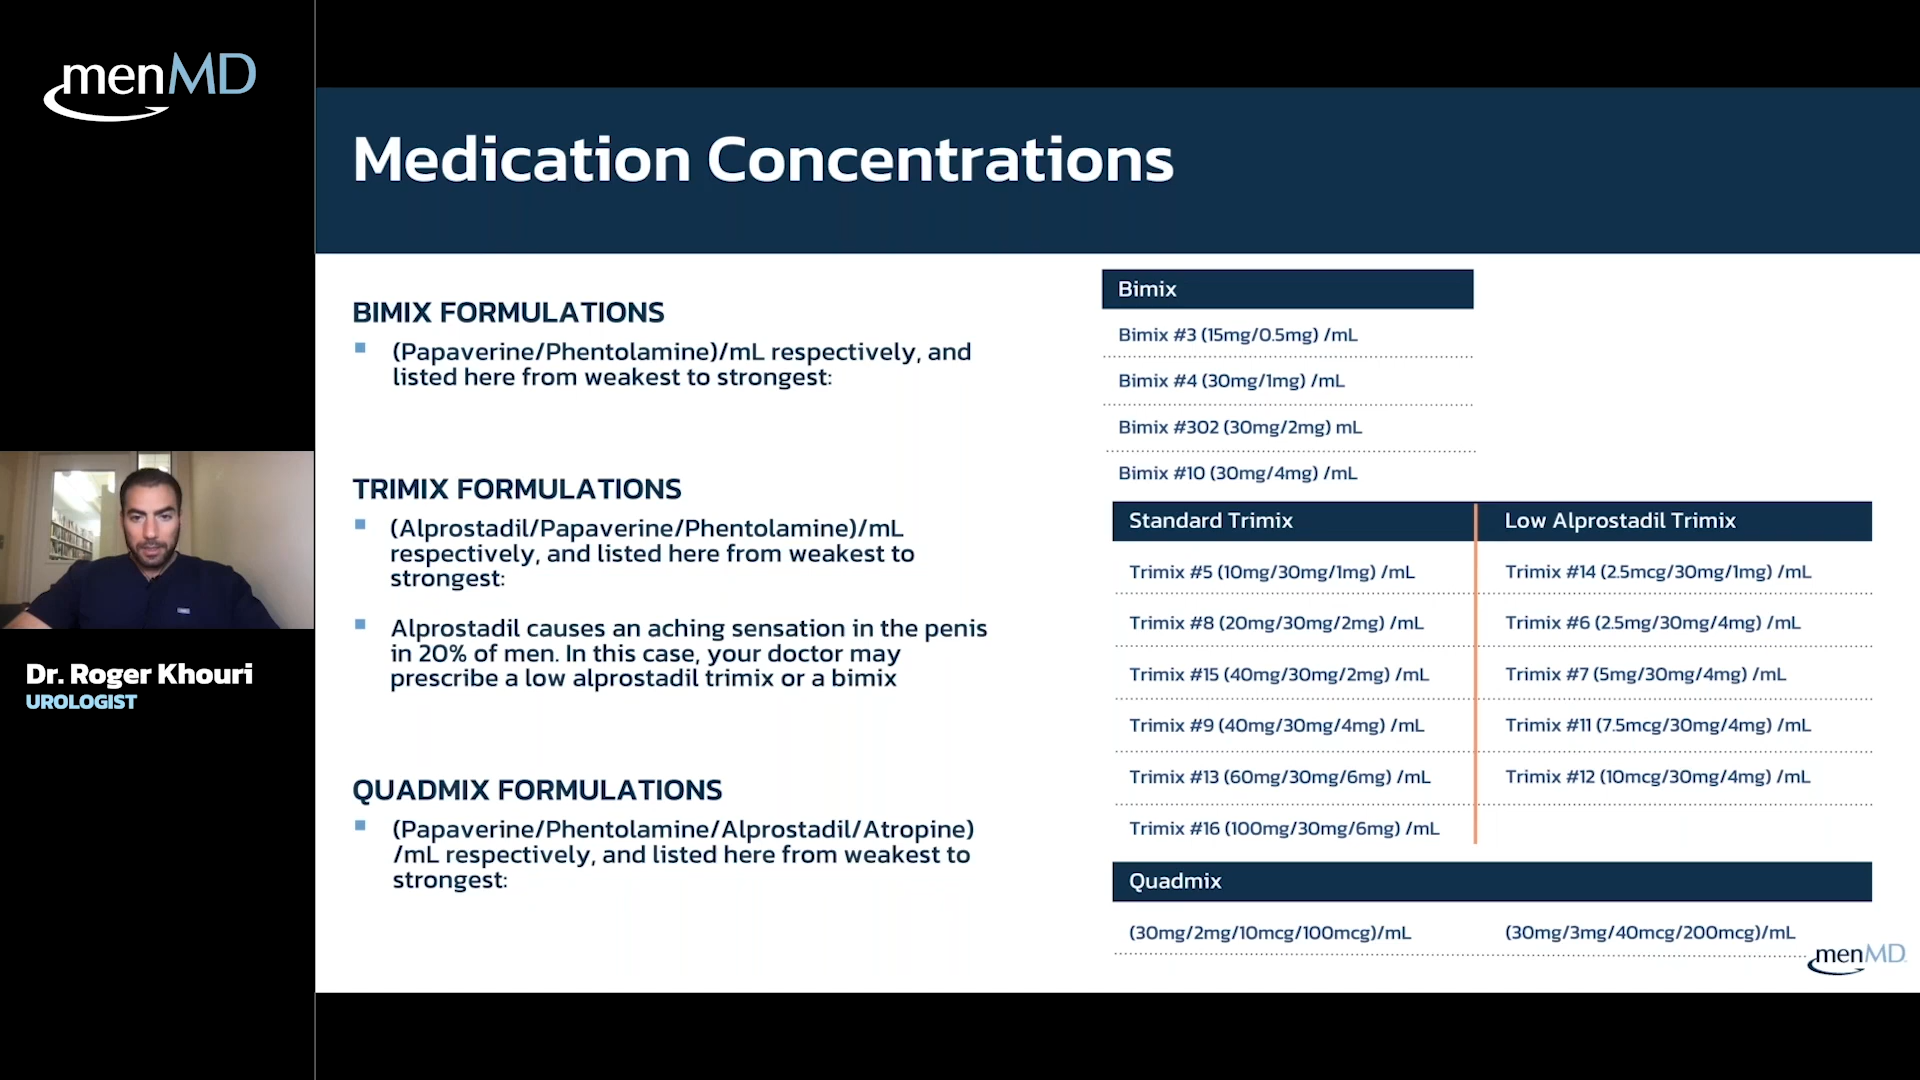 menMD
Medication Concentrations
BIMIX FORMULATIONS
(Papaverine/Phentolamine)/mL respectively, and
listed here from weakest to strongest:
TRIMIX FORMULATIONS
(Alprostadil/Papaverine/Phentolamine)/mL
respectively, and listed here from weakest to
strongest:
Alprostadil causes an aching sensation in the penis
in 20% of men. In this case, your doctor may
prescribe a low alprostadil trimix or a bimix
QUADMIX FORMULATIONS
(Papaverine/Phentolamine/Alprostadil/Atropine)
/mL respectively, and listed here from weakest to
strongest:
Bimix
Bimix #3 (15mg/0.5mg) /mL
Bimix #4 (30mg/1mg) /mL
Bimix #302 (30mg/2mg) mL
Bimix #10 (30mg/4mg) /mL
Standard Trimix
Trimix #5 (10mg/30mg/1mg) /mL
Trimix #8 (20mg/30mg/2mg) /mL
Trimix #15 (40mg/30mg/2mg) /mL
Trimix #9 (40mg/30mg/4mg) /mL
Trimix #13 (60mg/30mg/6mg) /mL
Trimix #16 (100mg/30mg/6mg) /mL
Low Alprostadil Trimix
Trimix #14 (2.5mcg/30mg/1mg) /mL
Trimix #6 (2.5mg/30mg/4mg) /mL
Trimix #7 (5mg/30mg/4mg) /mL
Trimix #11 (7.5mcg/30mg/4mg) /mL
Trimix #12 (10mcg/30mg/4mg) /mL
Quadmix
(30mg/2mg/10mcg/100mcg)/mL
(30mg/3mg/40mcg/200mcg)/mL
menMD
Dr. Roger Khouri
UROLOGIST